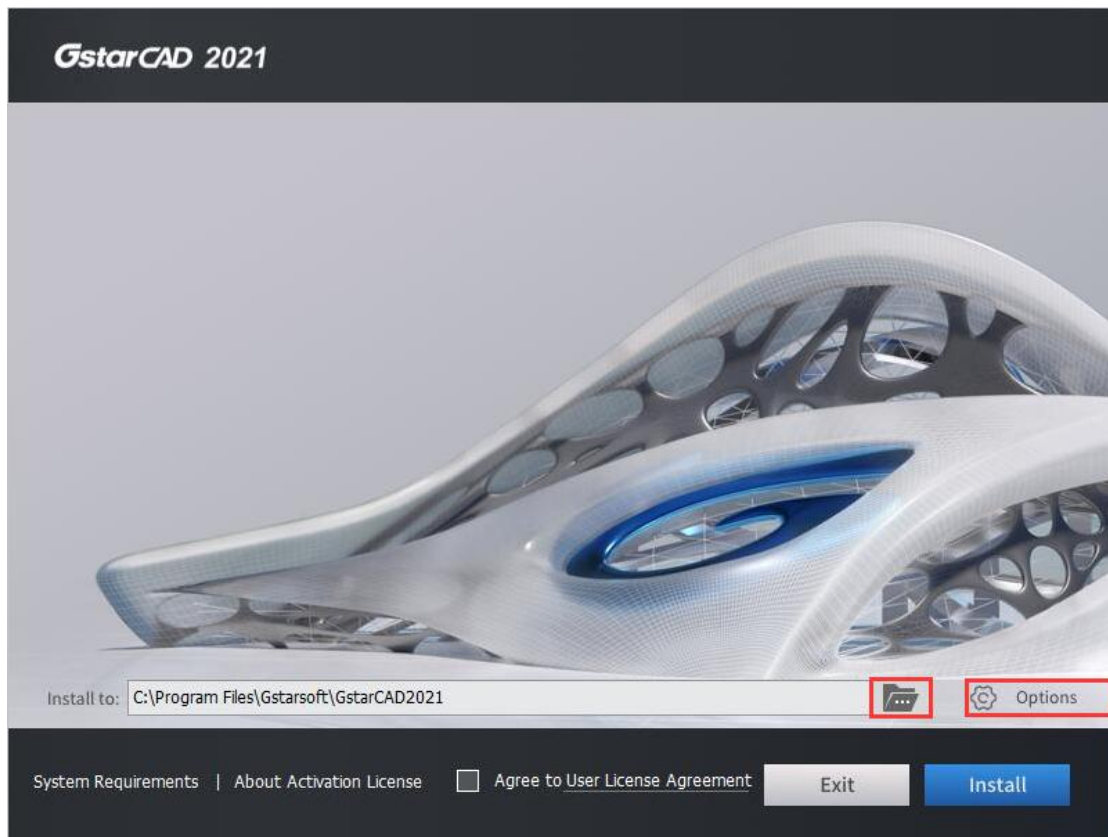 GstarCAD 2021
Install to: C:\Program Files\Gstarsoft\GstarCAD2021 Options
System Requirements | About Activation License Agree to User License Agreement Exit Install